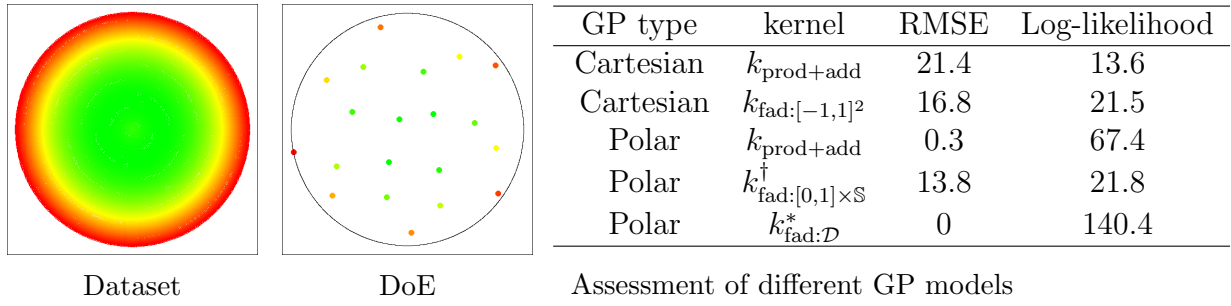 GP type kernel RMSE Log-likelihood
Cartesian k_prod+add 21.4 13.6
Cartesian k_fad:[−1,1]² 16.8 21.5
Polar k_prod+add 0.3 67.4
Polar k†_fad:[0,1]×𝕊 13.8 21.8
Polar k*_fad:𝒟 0 140.4
Dataset DoE Assessment of different GP models